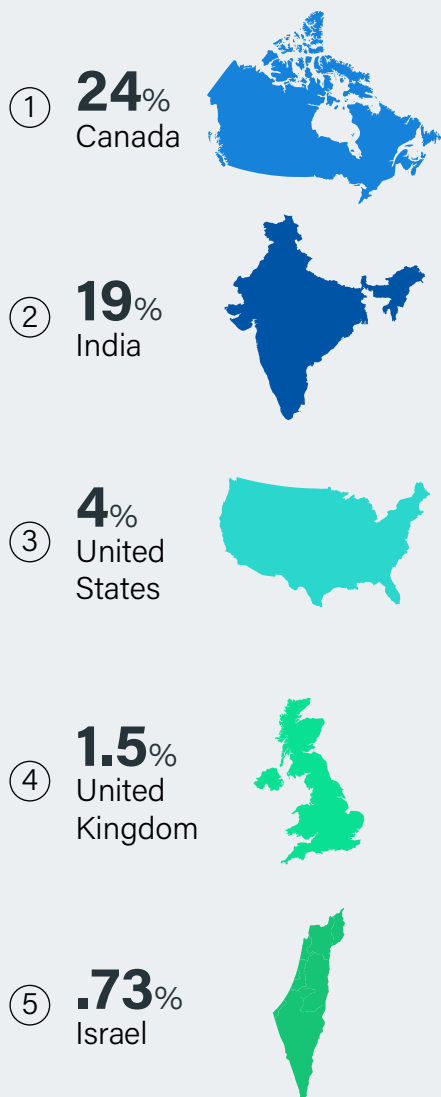 1
24%
Canada
2
19%
India
3
4%
United
States
4
1.5%
United
Kingdom
5
.73%
Israel